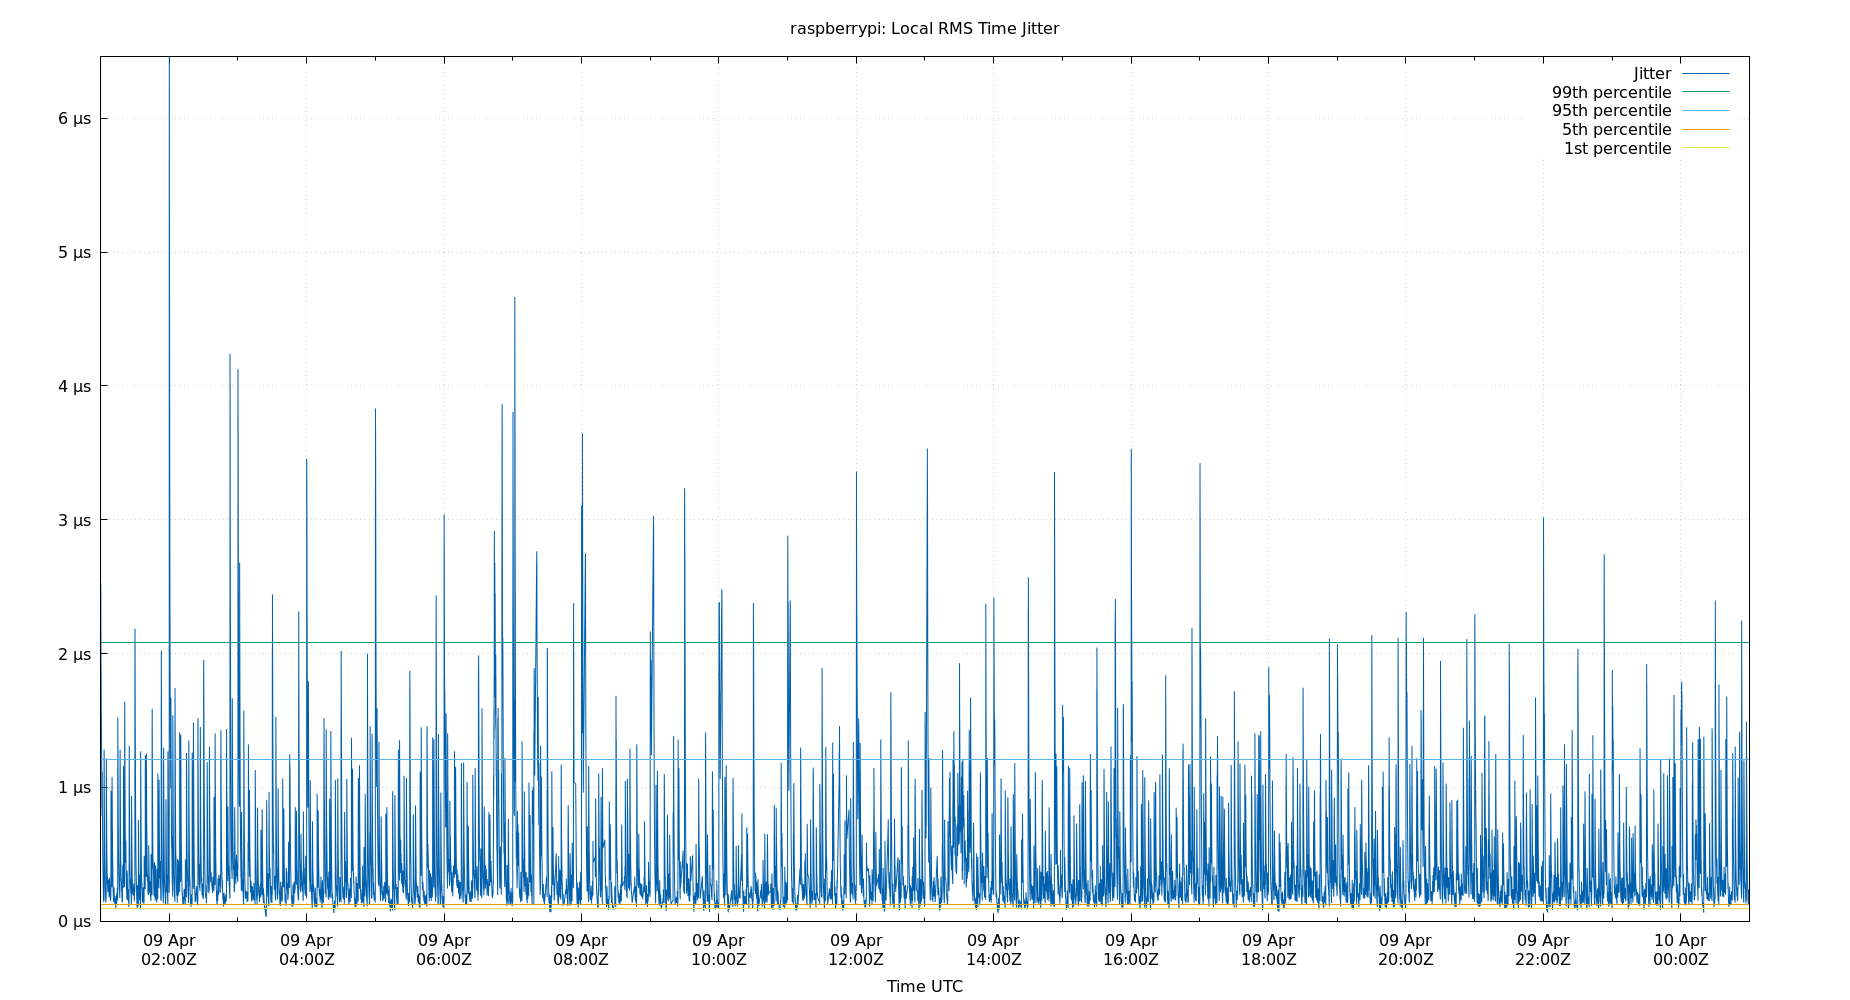 raspberrypi: Local RMS Time Jitter
Jitter
99th percentile
95th percentile
5th percentile
1st percentile
6 µs
5 µs
4 µs
3 µs
2 µs
1 µs
0 µs
09 Apr 09 Apr 09 Apr 09 Apr 09 Apr 09 Apr 09 Apr 09 Apr 09 Apr 09 Apr 09 Apr 10 Apr
02:00Z 04:00Z 06:00Z 08:00Z 10:00Z 12:00Z 14:00Z 16:00Z 18:00Z 20:00Z 22:00Z 00:00Z
Time UTC